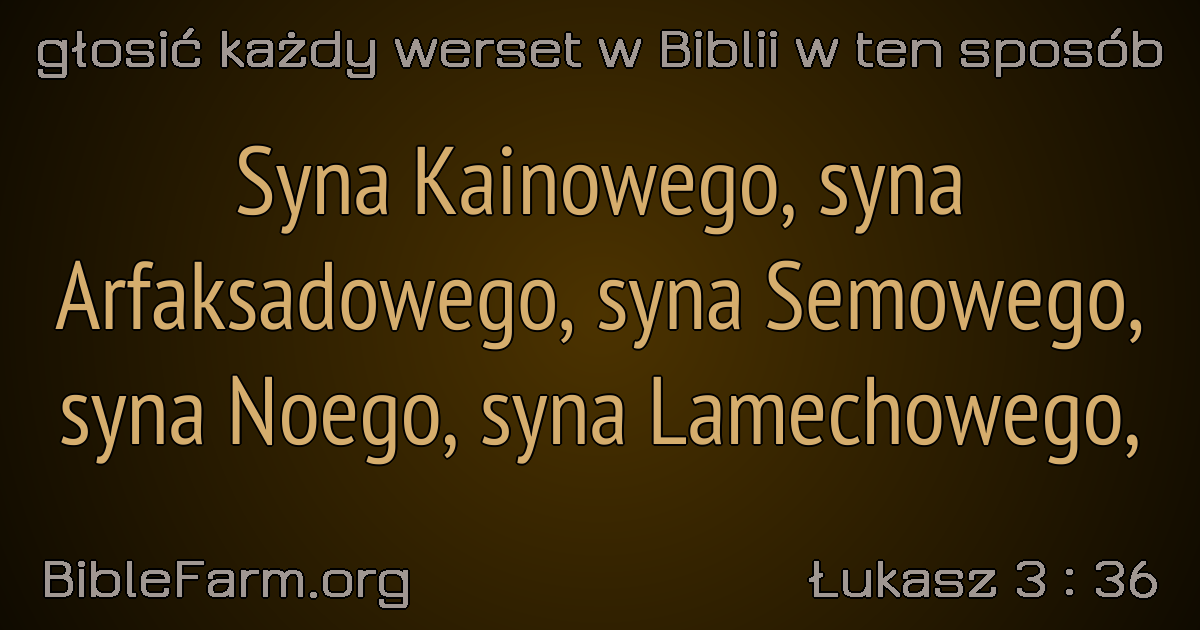 głosić każdy werset w Biblii w ten sposób
Syna Kainowego, syna
Arfaksadowego, syna Semowego,
syna Noego, syna Lamechowego,
BibleFarm.org
Łukasz 3 : 36